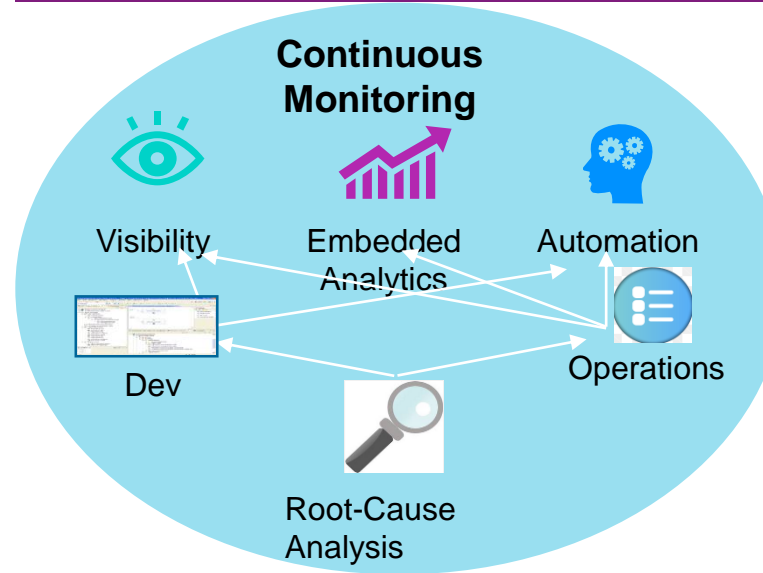 Continuous
Monitoring
Visibility
Embedded
Analytics
Automation
Dev
Operations
Root-Cause
Analysis